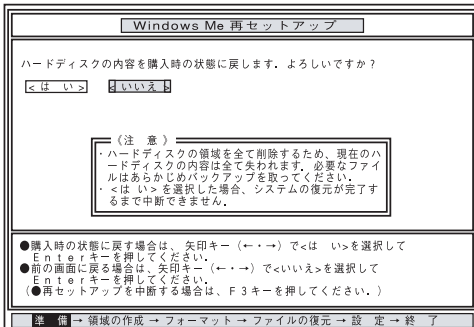 Windows Me 再セットアップ
ハードディスクの内容を購入時の状態に戻します．よろしいですか？
<は　い>　<いいえ>
《注　意》
・ハードディスクの領域を全て削除するため、現在のハ
ードディスクの内容は全て失われます．必要なファイ
ルはあらかじめバックアップを取ってください．
・<は い>を選択した場合、システムの復元が完了す
るまで中断できません．
●購入時の状態に戻す場合は、矢印キー（←・→）で<は　い>を選択して
Ｅｎｔｅｒキーを押してください．
●前の画面に戻る場合は、矢印キー（←・→）で<いいえ>を選択して
Ｅｎｔｅｒキーを押してください．
（●再セットアップを中断する場合は、Ｆ３キーを押してください．）
準　備→領域の作成→フォーマット→ファイルの復元→設　定→終　了